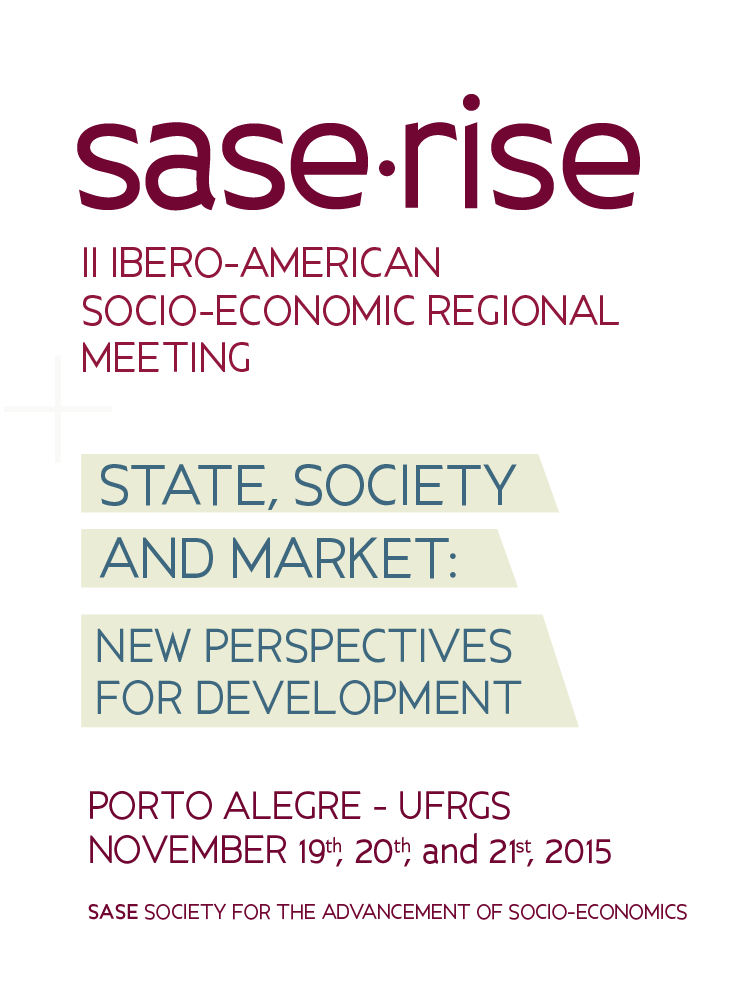 sase·rise
II IBERO-AMERICAN
SOCIO-ECONOMIC REGIONAL
MEETING
STATE, SOCIETY
AND MARKET:
NEW PERSPECTIVES
FOR DEVELOPMENT
PORTO ALEGRE - UFRGS
NOVEMBER 19th, 20th, and 21st, 2015
SASE SOCIETY FOR THE ADVANCEMENT OF SOCIO-ECONOMICS